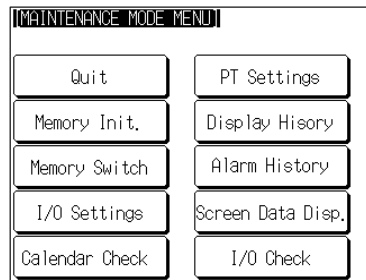 [MAINTENANCE MODE MENU]
Quit
PT Settings
Memory Init.
Display Hisory
Memory Switch
Alarm History
I/O Settings
Screen Data Disp.
Calendar Check
I/O Check